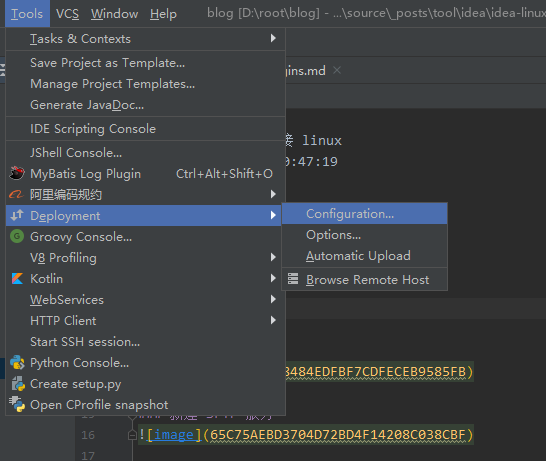 Tools VCS Window Help blog [D:\root\blog] - ...\source\_posts\tool\idea\idea-linux
Tasks & Contexts
Save Project as Template...
gins.md ×
Manage Project Templates...
Generate JavaDoc...
IDE Scripting Console
linux
JShell Console...
0:47:19
MyBatis Log Plugin Ctrl+Alt+Shift+O
阿里编码规约
Deployment
Configuration...
Groovy Console...
Options...
V8 Profiling
Automatic Upload
Kotlin
Browse Remote Host
WebServices
HTTP Client
Start SSH session...
Python Console...
8484EDFBF7CDFECEB9585FB)
Create setup.py
Open CProfile snapshot
16 ![image](65C75AEBD3704D72BD4F14208C038CBF)
17